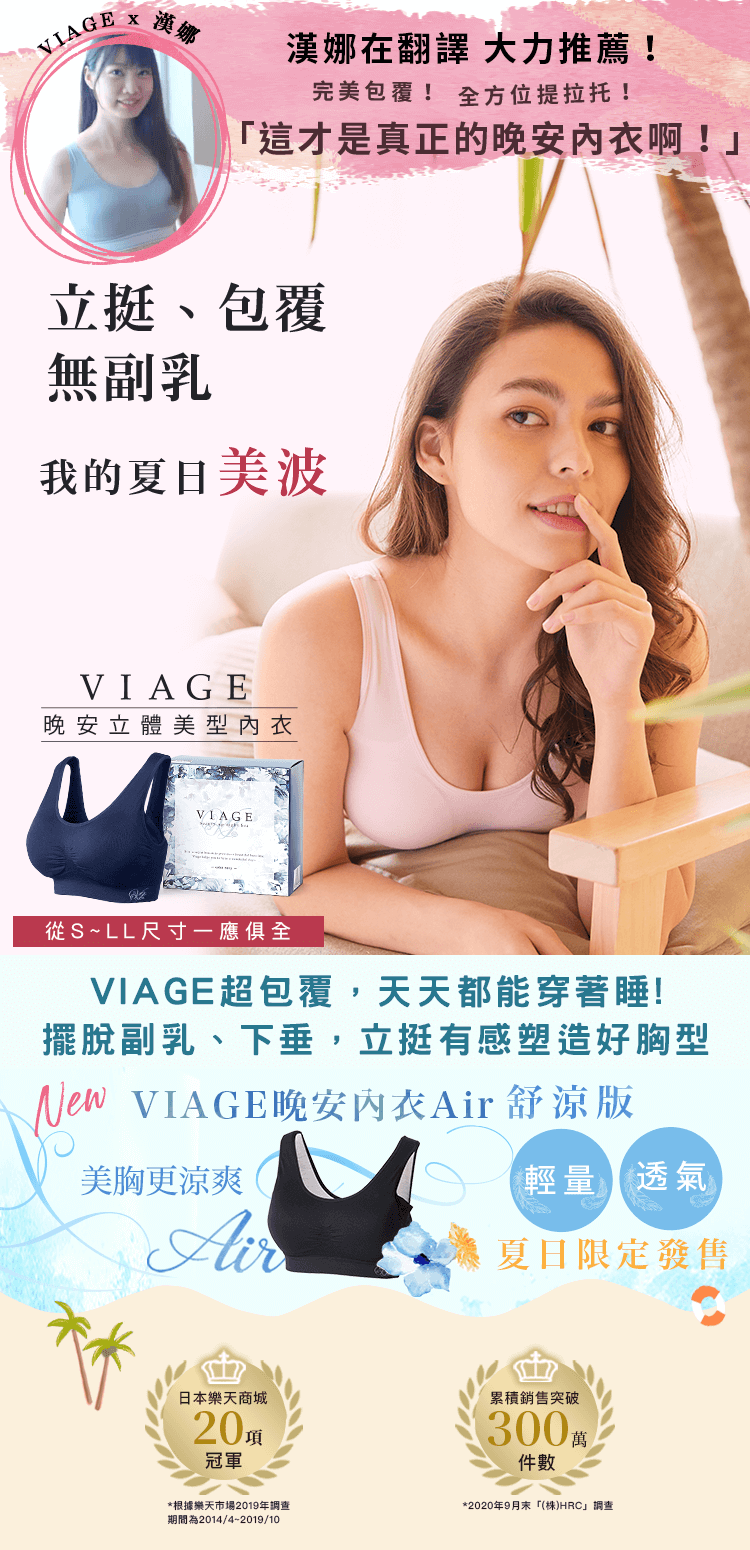 VIAGE x 漢娜
漢娜在翻譯 大力推薦！
完美包覆！ 全方位提拉托！
「這才是真正的晚安內衣啊！」
立挺、包覆
無副乳
我的夏日美波
VIAGE
晚安立體美型內衣
VIAGE
從S~LL尺寸一應俱全
VIAGE超包覆，天天都能穿著睡!
擺脫副乳、下垂，立挺有感塑造好胸型
New VIAGE晚安內衣Air 舒涼版
美胸更涼爽
輕量 透氣
Air
夏日限定發售
日本樂天商城
20項
冠軍
*根據樂天市場2019年調查
期間為2014/4~2019/10
累積銷售突破
300萬
件數
*2020年9月末「(株)HRC」調查